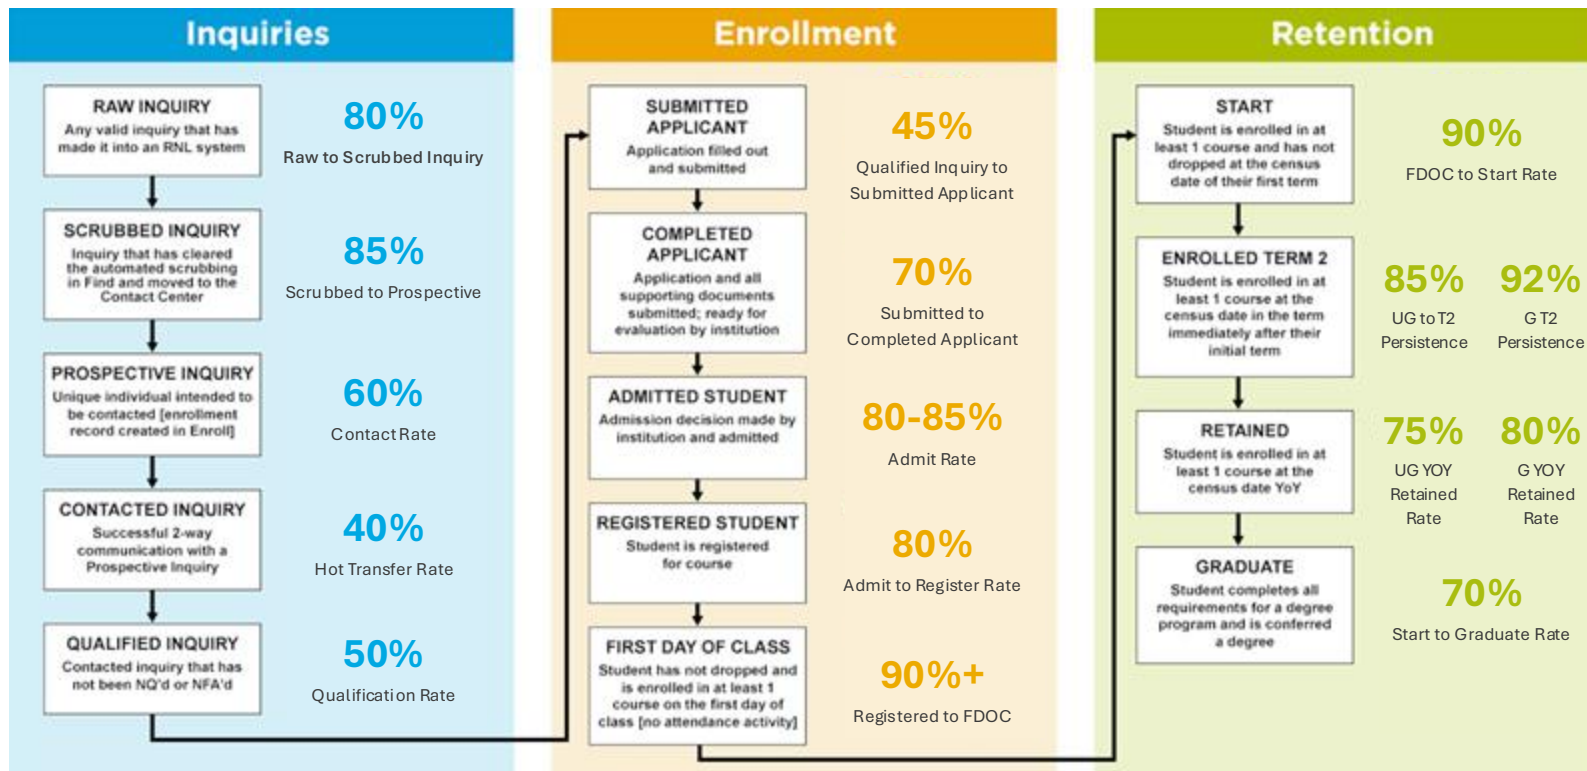 Inquiries
RAW INQUIRY
Any valid inquiry that has
made it into an RNL system
80%
Raw to Scrubbed Inquiry
SCRUBBED INQUIRY
Inquiry that has cleared
the automated scrubbing
in Find and moved to the
Contact Center
85%
Scrubbed to Prospective
PROSPECTIVE INQUIRY
Unique individual intended to
be contacted [enrollment
record created in Enroll]
60%
Contact Rate
CONTACTED INQUIRY
Successful 2-way
communication with a
Prospective Inquiry
40%
Hot Transfer Rate
QUALIFIED INQUIRY
Contacted inquiry that has
not been NQ'd or NFA'd
50%
Qualification Rate
Enrollment
SUBMITTED
APPLICANT
Application filled out
and submitted
45%
Qualified Inquiry to
Submitted Applicant
COMPLETED
APPLICANT
Application and all
supporting documents
submitted; ready for
evaluation by institution
70%
Submitted to
Completed Applicant
ADMITTED STUDENT
Admission decision made by
institution and admitted
80-85%
Admit Rate
REGISTERED STUDENT
Student is registered
for course
80%
Admit to Register Rate
FIRST DAY OF CLASS
Student has not dropped and
is enrolled in at least 1
course on the first day of
class [no attendance activity]
90%+
Registered to FDOC
Retention
START
Student is enrolled in at
least 1 course and has not
dropped at the census
date of their first term
90%
FDOC to Start Rate
ENROLLED TERM 2
Student is enrolled in at
least 1 course at the
census date in the term
immediately after their
initial term
85%
UG to T2
Persistence
92%
G T2
Persistence
RETAINED
Student is enrolled in at
least 1 course at the
census date YoY
75%
UG YOY
Retained
Rate
80%
G YOY
Retained
Rate
GRADUATE
Student completes all
requirements for a degree
program and is conferred
a degree
70%
Start to Graduate Rate